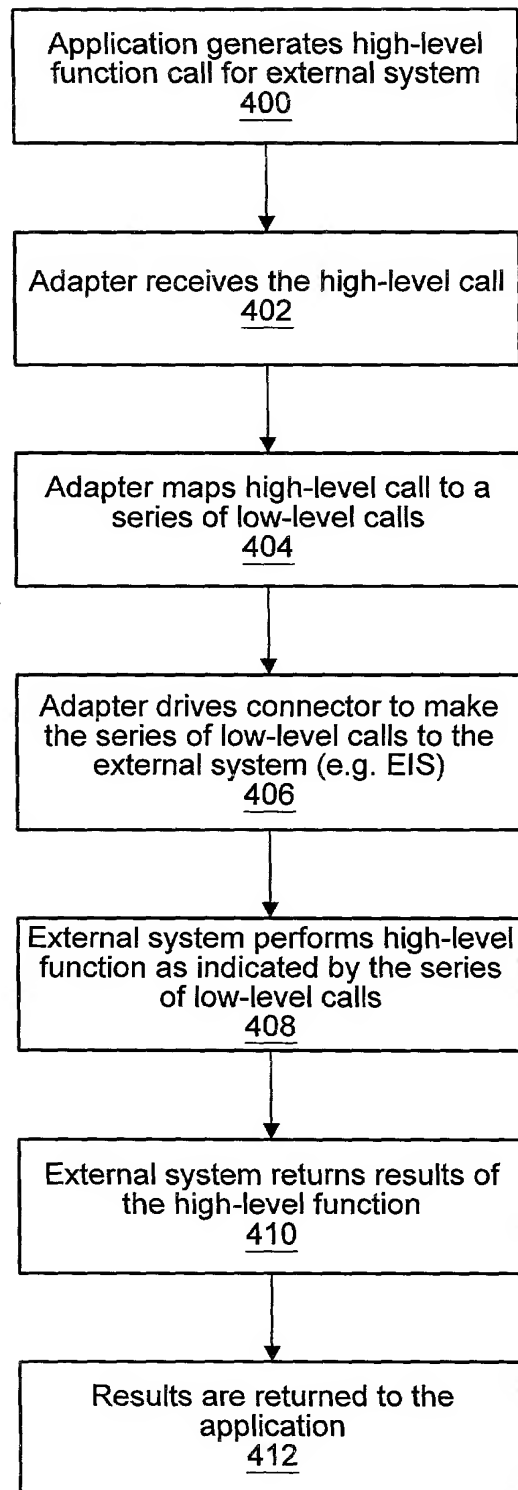 Application generates high-level
function call for external system
400
Adapter receives the high-level call
402
Adapter maps high-level call to a
series of low-level calls
404
Adapter drives connector to make
the series of low-level calls to the
external system (e.g. EIS)
406
External system performs high-level
function as indicated by the series
of low-level calls
408
External system returns results of
the high-level function
410
Results are returned to the
application
412